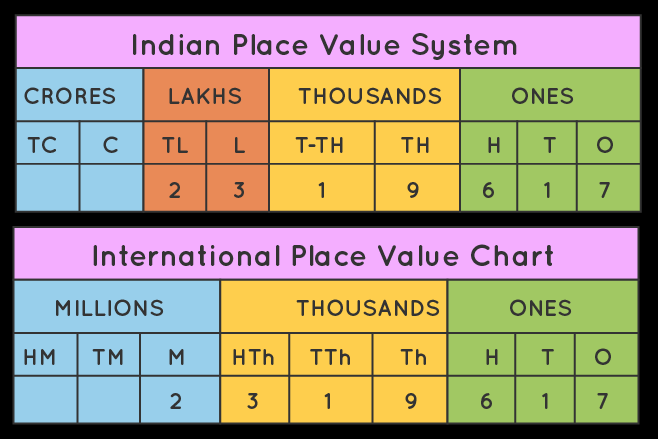 Indian Place Value System
CRORES LAKHS THOUSANDS ONES
TC C TL L T-TH TH H T O
2 3 1 9 6 1 7
International Place Value Chart
MILLIONS THOUSANDS ONES
HM TM M HTh TTh Th H T O
2 3 1 9 6 1 7